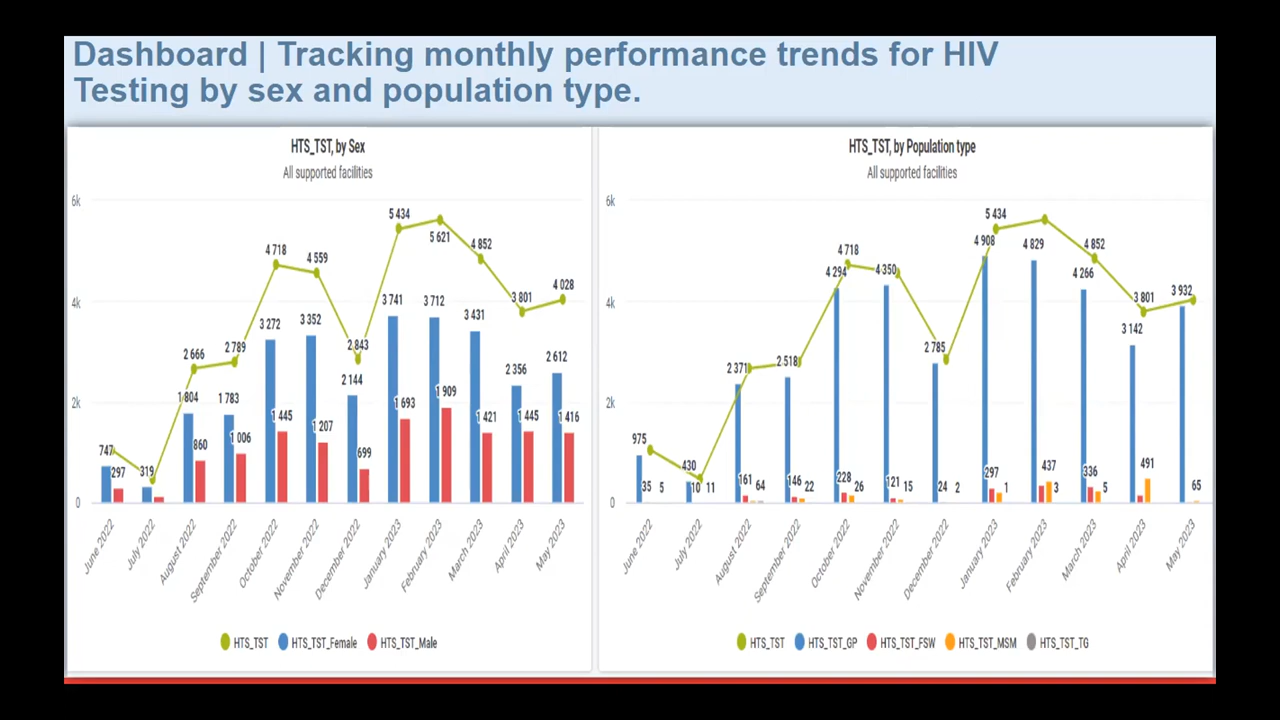 Dashboard | Tracking monthly performance trends for HIV
Testing by sex and population type.
HTS_TST, by Sex
All supported facilities
6k
4k
2k
0
747
297
319
2 666
1 804
860
2 789
1 783
1 006
4 718
3 272
1 445
4 559
3 352
1 207
2 843
2 144
699
5 434
3 741
1 693
5 621
3 712
1 909
4 852
3 431
1 421
3 801
2 356
1 445
4 028
2 612
1 416
June 2022
July 2022
August 2022
September 2022
October 2022
November 2022
December 2022
January 2023
February 2023
March 2023
April 2023
May 2023
HTS_TST HTS_TST_Female HTS_TST_Male
HTS_TST, by Population type
All supported facilities
6k
4k
2k
0
975
35
5
430
10
11
2 371
161
64
2 518
146
22
4 718
4 294
228
26
4 350
121
15
2 785
24
2
5 434
4 908
297
1
4 829
437
3
4 852
4 266
336
5
3 801
3 142
491
3 932
65
June 2022
July 2022
August 2022
September 2022
October 2022
November 2022
December 2022
January 2023
February 2023
March 2023
April 2023
May 2023
HTS_TST HTS_TST_GP HTS_TST_FSW HTS_TST_MSM HTS_TST_TG